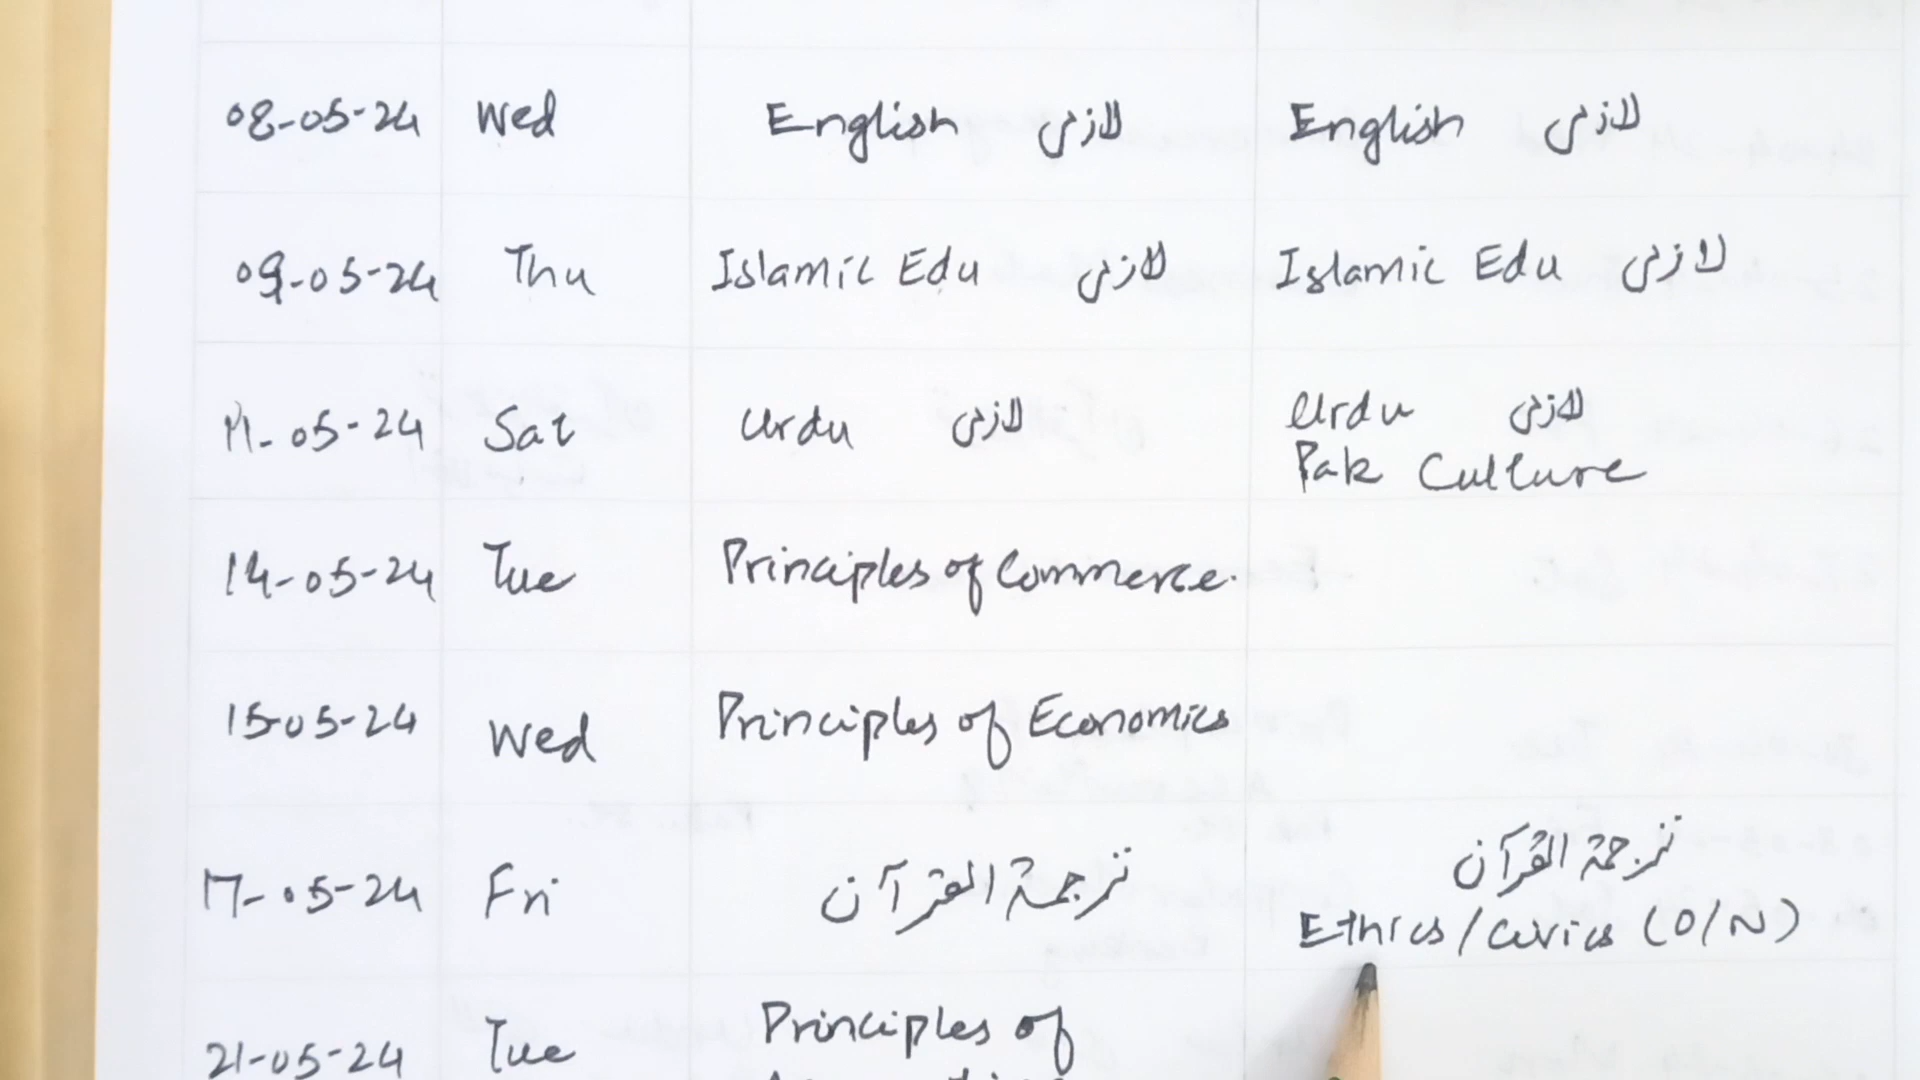 08-05-24 Wed English لازمی English لازمی
09-05-24 Thu Islamic Edu لازمی Islamic Edu لازمی
11-05-24 Sat Urdu لازمی Urdu لازمی
Pak Culture
14-05-24 Tue Principles of Commerce.
15-05-24 Wed Principles of Economics
17-05-24 Fri ترجمۃ القرآن ترجمۃ القرآن
Ethics/Civics (O/N)
21-05-24 Tue Principles of